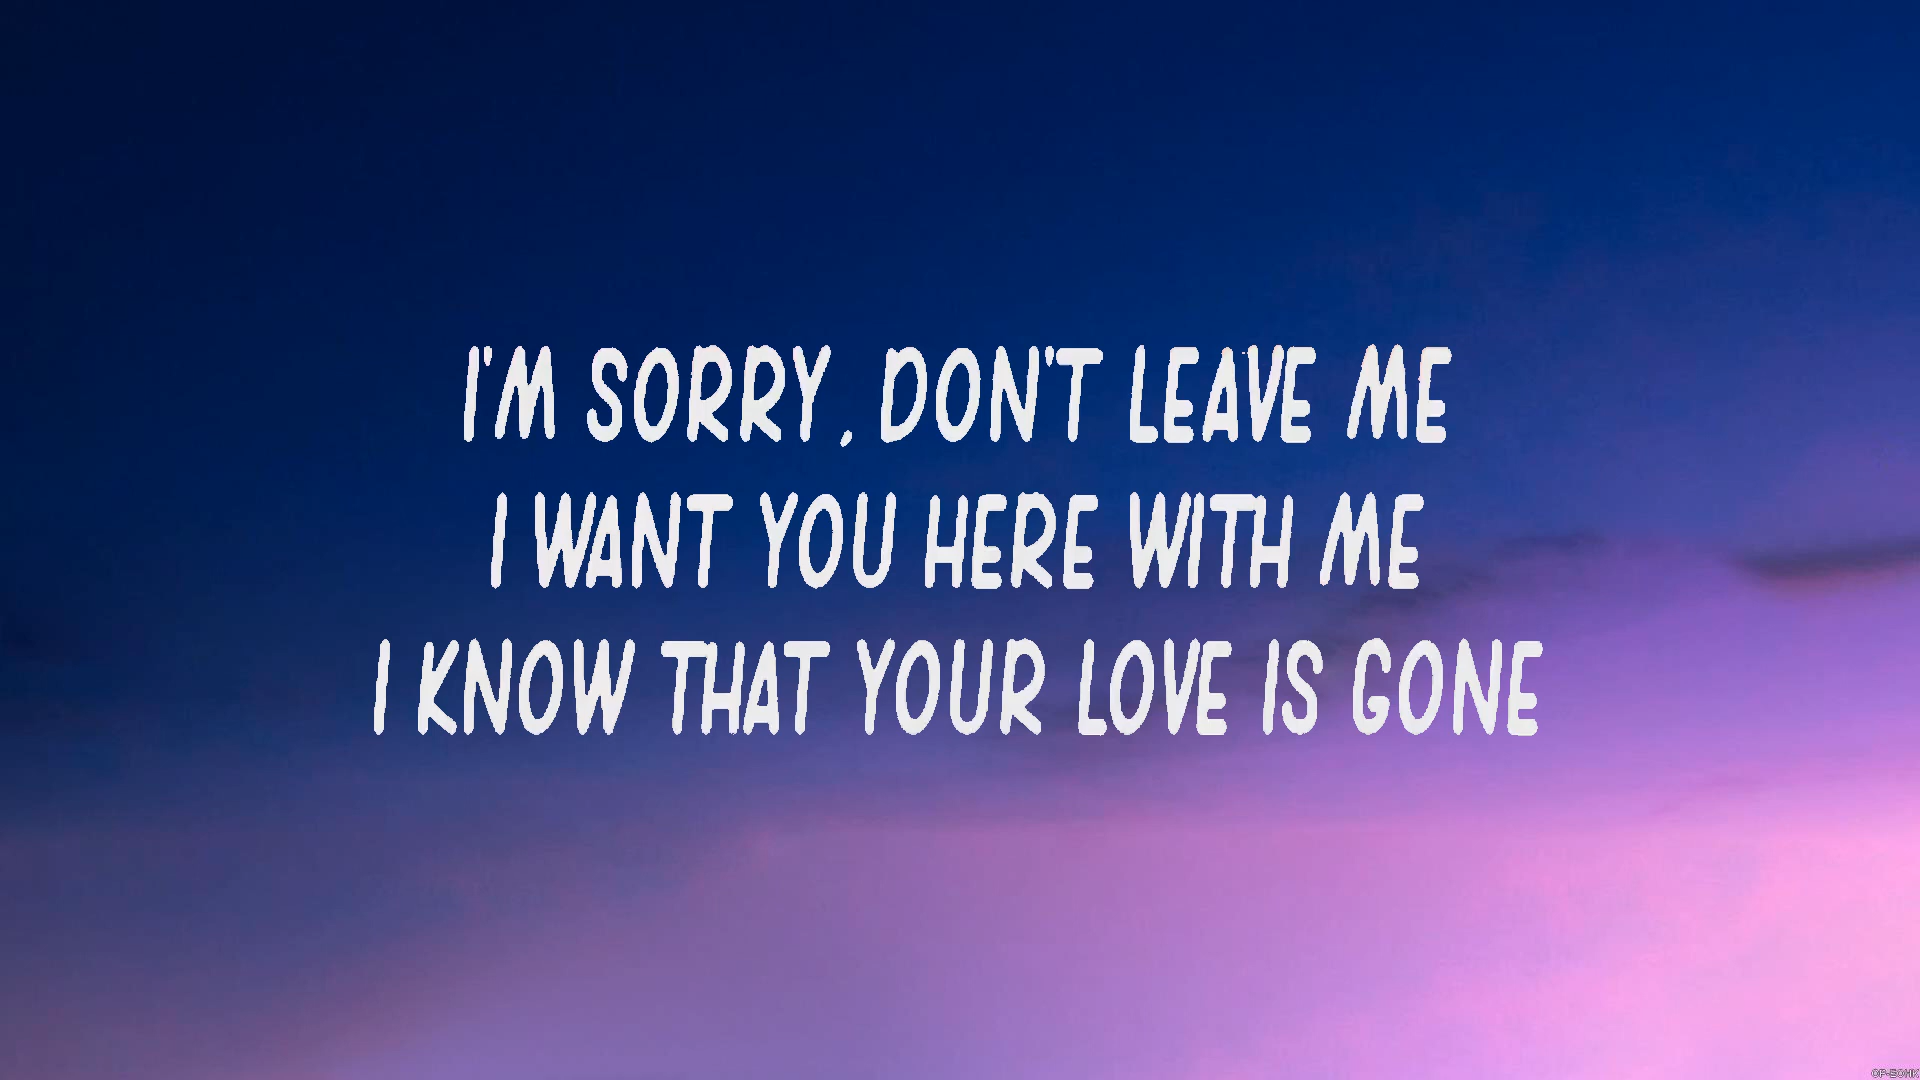 I'M SORRY, DON'T LEAVE ME
I WANT YOU HERE WITH ME
I KNOW THAT YOUR LOVE IS GONE